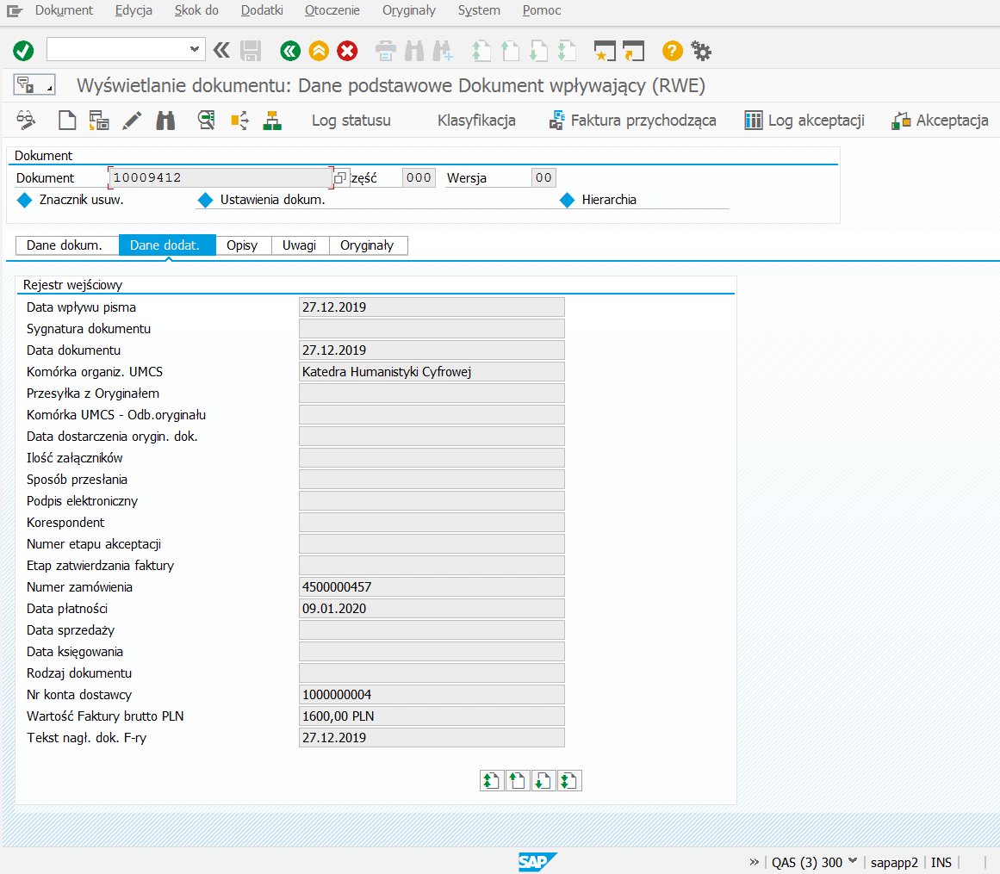 Dokument Edycja Skok do Dodatki Otoczenie Oryginały System Pomoc
Wyświetlanie dokumentu: Dane podstawowe Dokument wpływający (RWE)
Log statusu Klasyfikacja Faktura przychodząca Log akceptacji Akceptacja
Dokument
Dokument 10009412 zęść 000 Wersja 00
Znacznik usuw. Ustawienia dokum. Hierarchia
Dane dokum. Dane dodat. Opisy Uwagi Oryginały
Rejestr wejściowy
Data wpływu pisma 27.12.2019
Sygnatura dokumentu
Data dokumentu 27.12.2019
Komórka organiz. UMCS Katedra Humanistyki Cyfrowej
Przesyłka z Oryginałem
Komórka UMCS - Odb.oryginału
Data dostarczenia orygin. dok.
Ilość załączników
Sposób przesłania
Podpis elektroniczny
Korespondent
Numer etapu akceptacji
Etap zatwierdzania faktury
Numer zamówienia 4500000457
Data płatności 09.01.2020
Data sprzedaży
Data księgowania
Rodzaj dokumentu
Nr konta dostawcy 1000000004
Wartość Faktury brutto PLN 1600,00 PLN
Tekst nagł. dok. F-ry 27.12.2019
SAP QAS (3) 300 sapapp2 INS